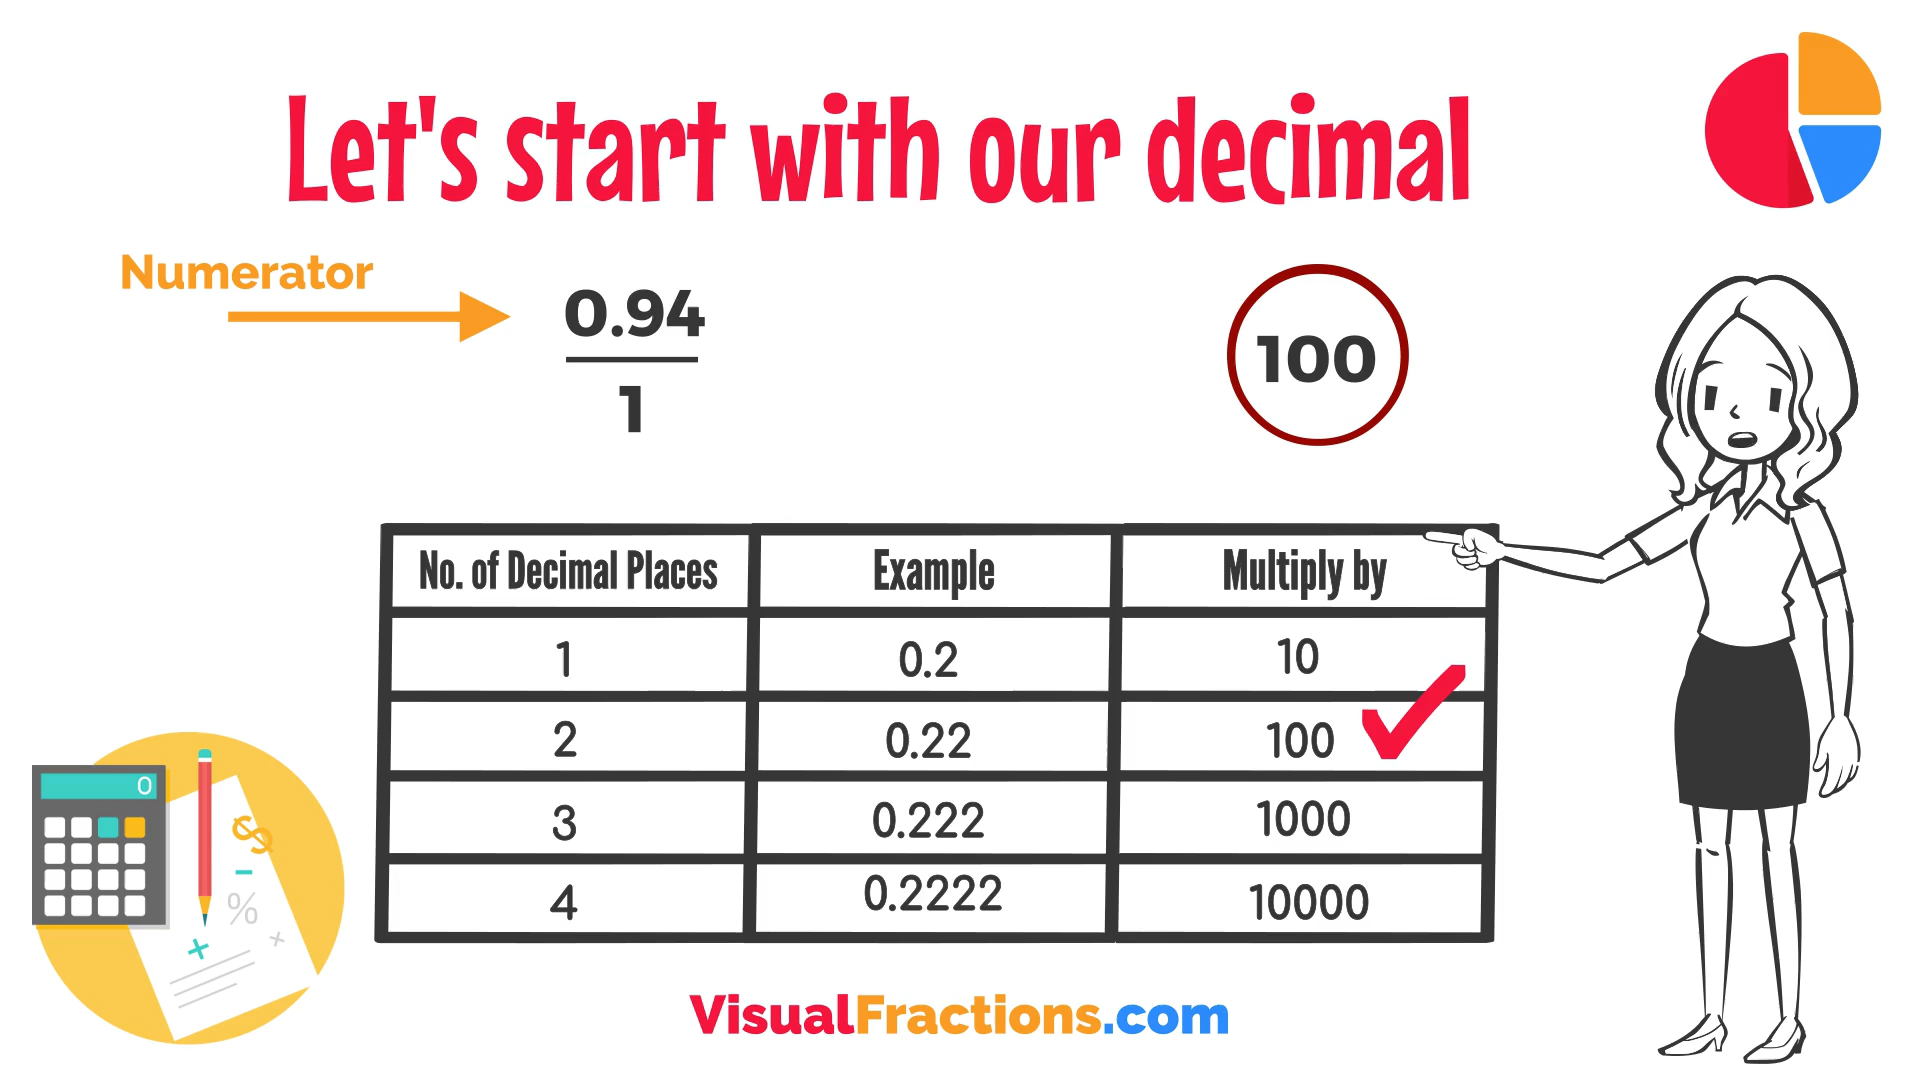 Let's start with our decimal
Numerator
0.94
1
100
No. of Decimal Places Example Multiply by
1 0.2 10
2 0.22 100
3 0.222 1000
4 0.2222 10000
0
$
-
%
+
×
VisualFractions.com